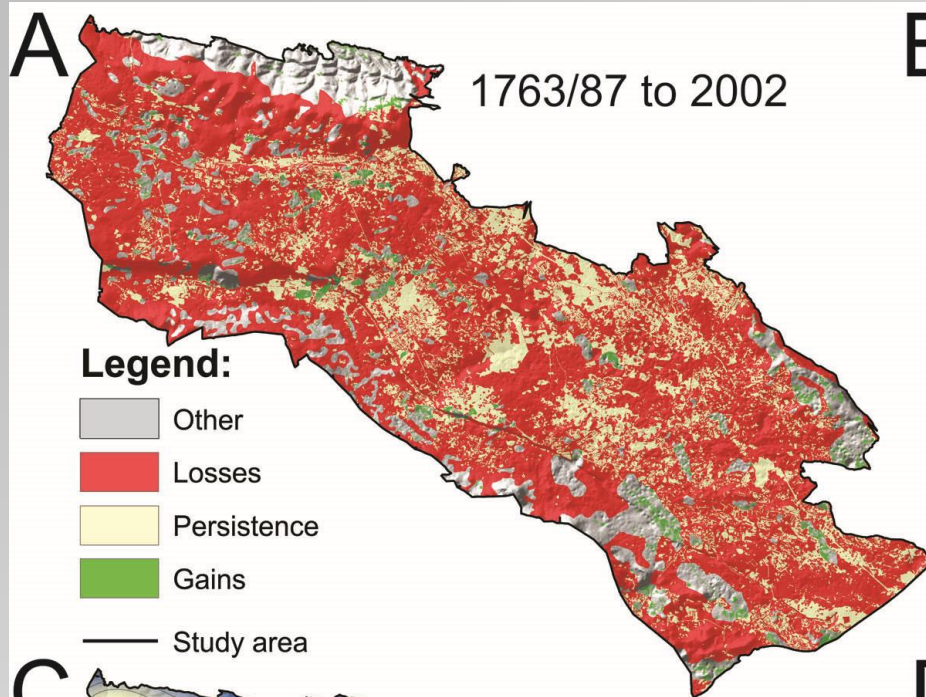 A
1763/87 to 2002
Legend:
Other
Losses
Persistence
Gains
Study area
C